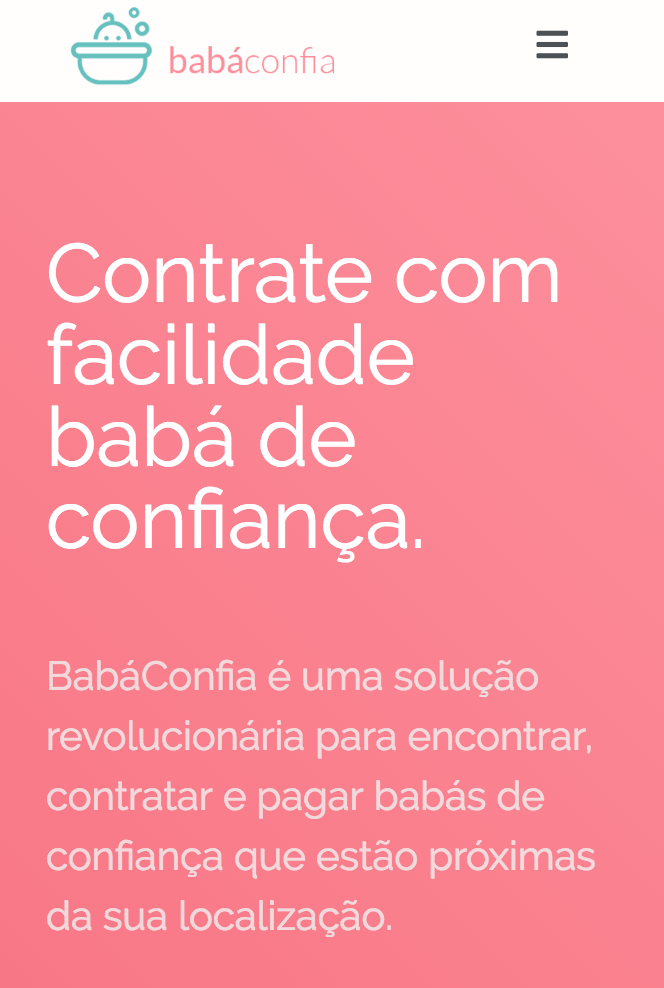 babáconfia
Contrate com
facilidade
babá de
confiança.
BabáConfia é uma solução
revolucionária para encontrar,
contratar e pagar babás de
confiança que estão próximas
da sua localização.